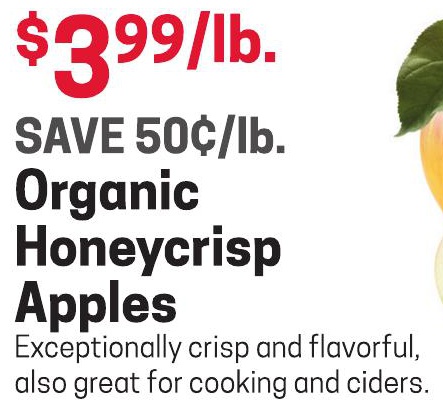 $3.99/lb.
SAVE 50¢/lb.
Organic
Honeycrisp
Apples
Exceptionally crisp and flavorful,
also great for cooking and ciders.